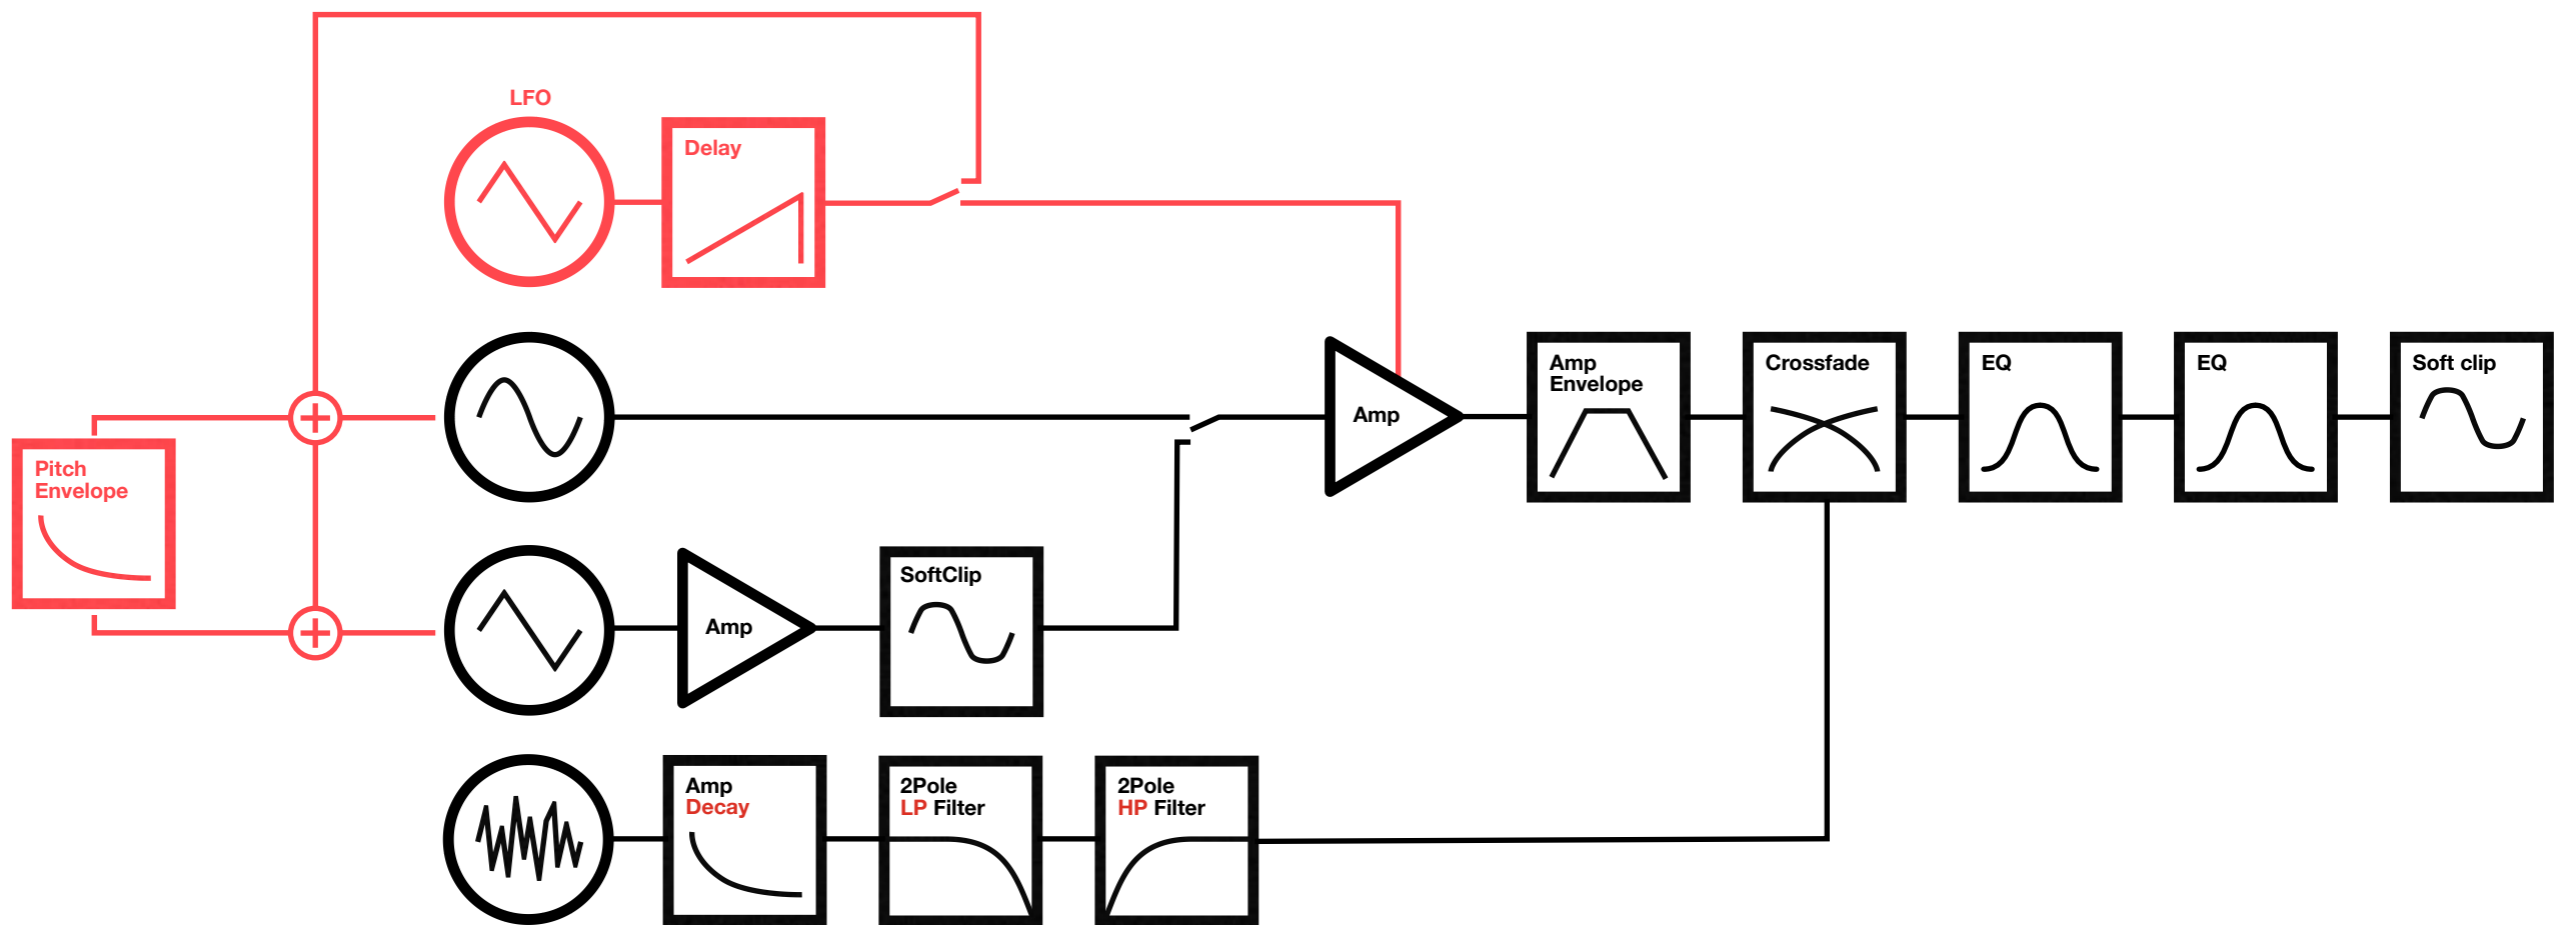 LFO
Delay
Amp
Envelope
Crossfade
EQ
EQ
Soft clip
Amp
Pitch
Envelope
SoftClip
Amp
Amp
Decay
2Pole
LP Filter
2Pole
HP Filter